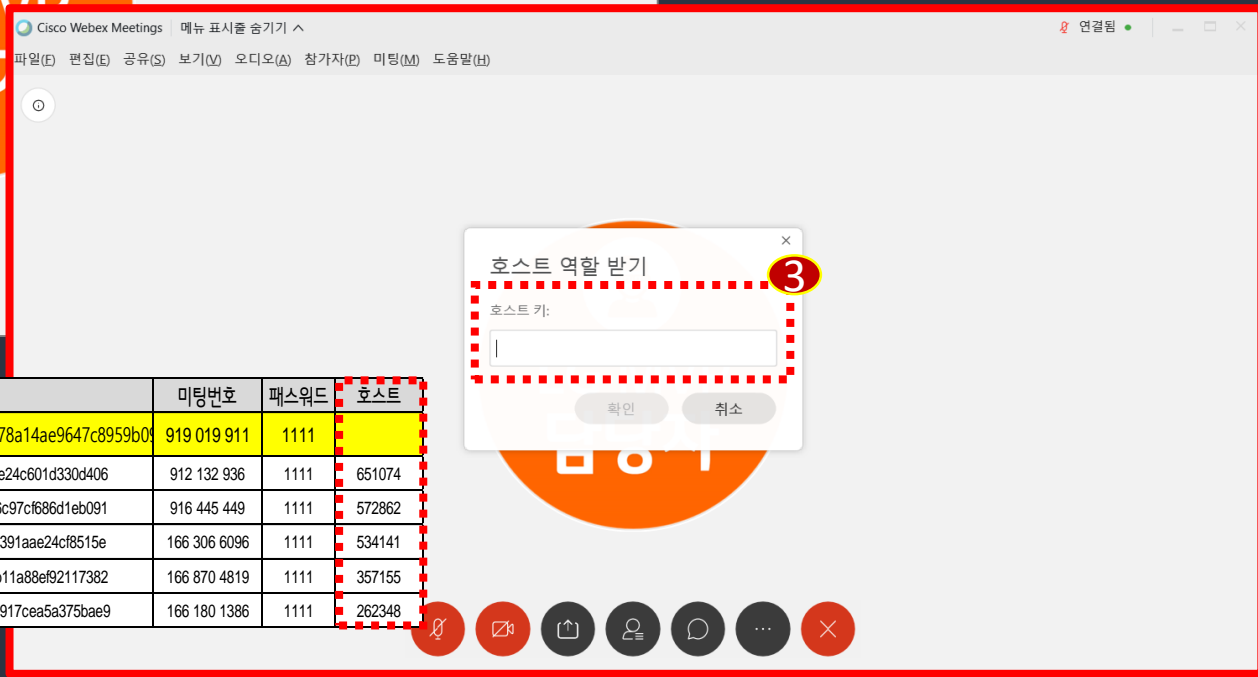 Cisco Webex Meetings 메뉴 표시줄 숨기기 연결됨
파일(F) 편집(E) 공유(S) 보기(V) 오디오(A) 참가자(P) 미팅(M) 도움말(H)
호스트 역할 받기
3
호스트 키:
확인 취소
미팅번호 패스워드 호스트
78a14ae9647c8959b09 919 019 911 1111
e24c601d330d406 912 132 936 1111 651074
6c97cf686d1eb091 916 445 449 1111 572862
391aae24cf8515e 166 306 6096 1111 534141
b11a88ef92117382 166 870 4819 1111 357155
917cea5a375bae9 166 180 1386 1111 262348